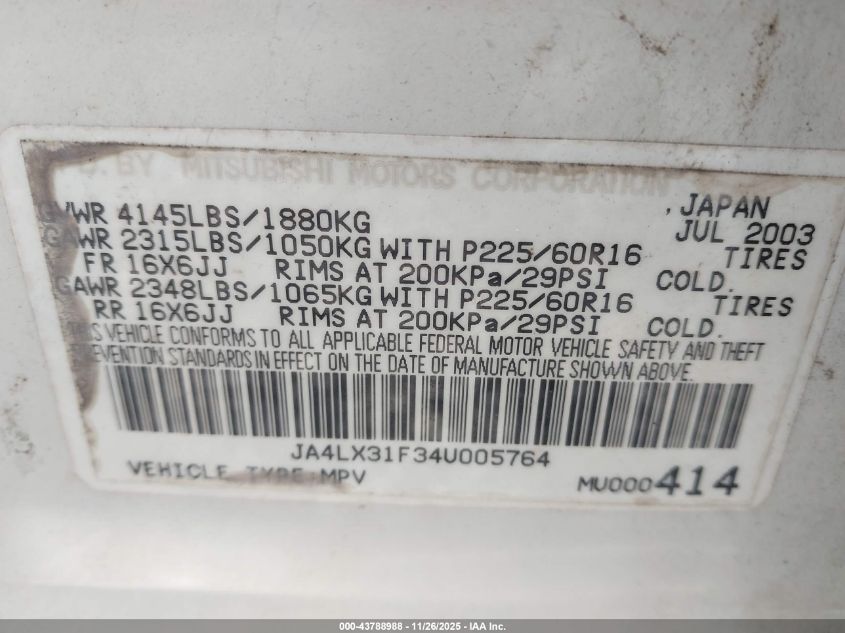 BY MITSUBISHI MOTORS CORPORATION
, JAPAN
GVWR 4145LBS/1880KG JUL 2003
GAWR 2315LBS/1050KG WITH P225/60R16 TIRES
FR 16X6JJ RIMS AT 200KPa/29PSI COLD.
GAWR 2348LBS/1065KG WITH P225/60R16 TIRES
RR 16X6JJ RIMS AT 200KPa/29PSI COLD.
THIS VEHICLE CONFORMS TO ALL APPLICABLE FEDERAL MOTOR VEHICLE SAFETY AND THEFT
PREVENTION STANDARDS IN EFFECT ON THE DATE OF MANUFACTURE SHOWN ABOVE.
JA4LX31F34U005764
VEHICLE TYPE:MPV MU000414
000-43788988 - 11/26/2025 - IAA Inc.